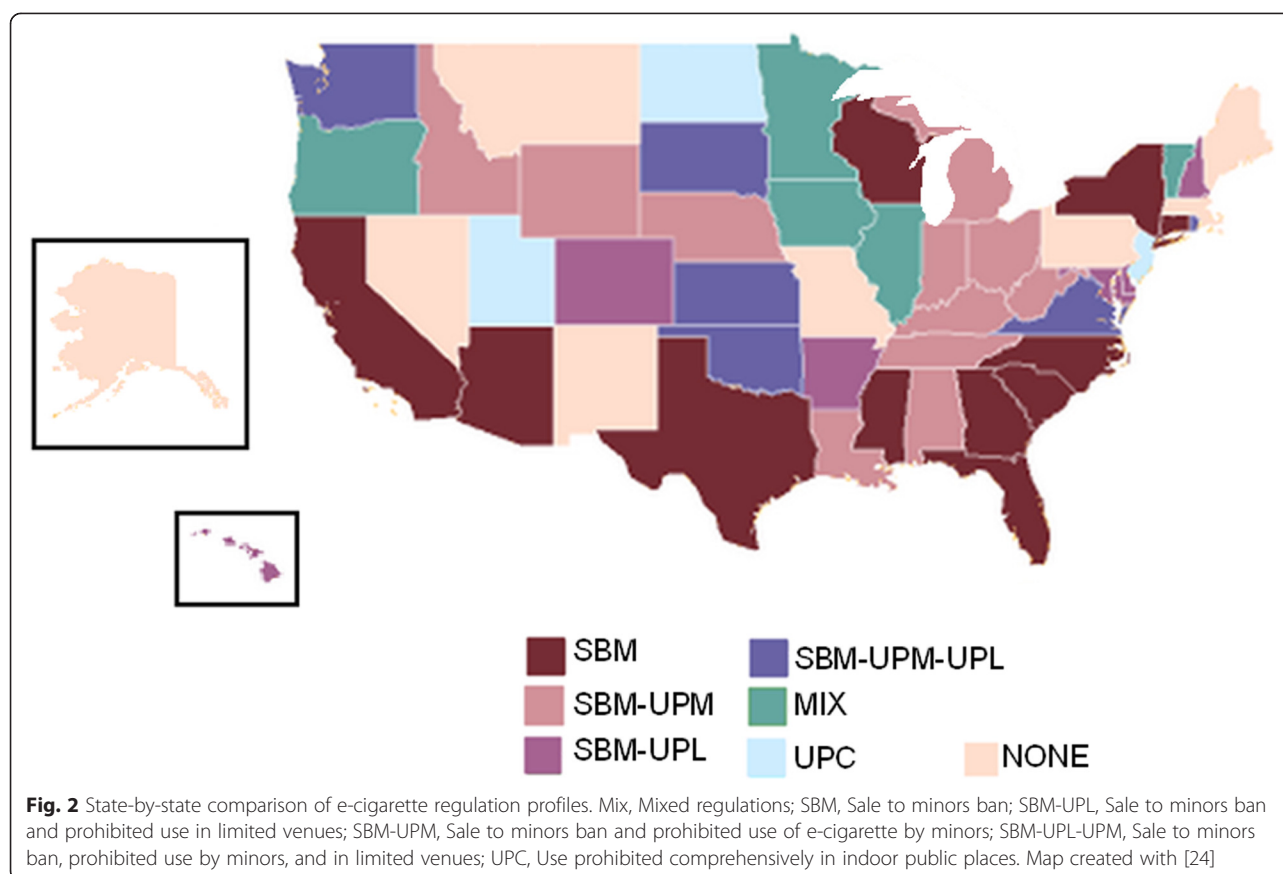 SBM
SBM-UPM-UPL
SBM-UPM
MIX
SBM-UPL
UPC
NONE
Fig. 2 State-by-state comparison of e-cigarette regulation profiles. Mix, Mixed regulations; SBM, Sale to minors ban; SBM-UPL, Sale to minors ban
and prohibited use in limited venues; SBM-UPM, Sale to minors ban and prohibited use of e-cigarette by minors; SBM-UPL-UPM, Sale to minors
ban, prohibited use by minors, and in limited venues; UPC, Use prohibited comprehensively in indoor public places. Map created with [24]